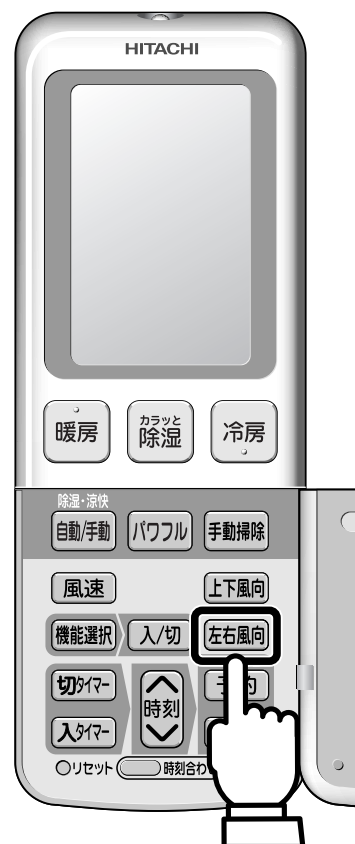 HITACHI
暖房
カラッと
除湿
冷房
除湿・涼快
自動/手動 パワフル 手動掃除
風速 上下風向
機能選択 入/切 左右風向
切タイマー
時刻
入タイマー
リセット 時刻合わ